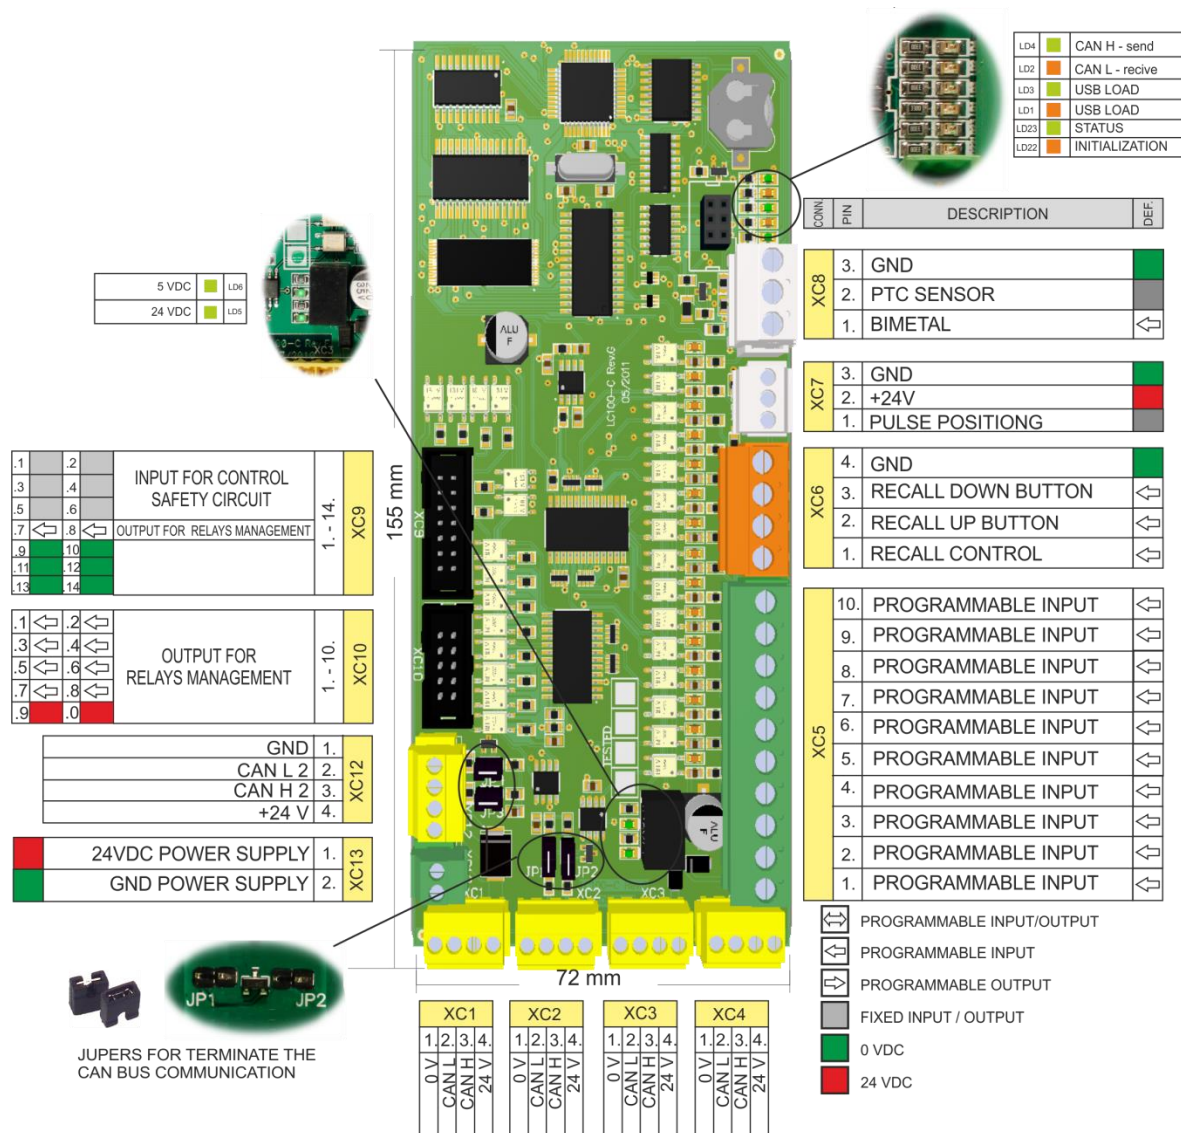 LD4 CAN H - send
LD2 CAN L - recive
LD3 USB LOAD
LD1 USB LOAD
LD23 STATUS
LD22 INITIALIZATION
CONN. PIN DESCRIPTION DEF.
XC8
3. GND
2. PTC SENSOR
1. BIMETAL
XC7
3. GND
2. +24V
1. PULSE POSITIONG
XC6
4. GND
3. RECALL DOWN BUTTON
2. RECALL UP BUTTON
1. RECALL CONTROL
XC5
10. PROGRAMMABLE INPUT
9. PROGRAMMABLE INPUT
8. PROGRAMMABLE INPUT
7. PROGRAMMABLE INPUT
6. PROGRAMMABLE INPUT
5. PROGRAMMABLE INPUT
4. PROGRAMMABLE INPUT
3. PROGRAMMABLE INPUT
2. PROGRAMMABLE INPUT
1. PROGRAMMABLE INPUT
PROGRAMMABLE INPUT/OUTPUT
PROGRAMMABLE INPUT
PROGRAMMABLE OUTPUT
FIXED INPUT / OUTPUT
0 VDC
24 VDC
5 VDC LD6
24 VDC LD5
XC3
.1 .2
.3 .4
.5 .6
.7 .8
.9 .10
.11 .12
.13 .14
INPUT FOR CONTROL
SAFETY CIRCUIT
OUTPUT FOR RELAYS MANAGEMENT
1. - 14.
XC9
.1 .2
.3 .4
.5 .6
.7 .8
.9 .0
OUTPUT FOR
RELAYS MANAGEMENT
1. - 10.
XC10
GND 1.
CAN L 2 2.
CAN H 2 3.
+24 V 4.
XC12
24VDC POWER SUPPLY 1.
GND POWER SUPPLY 2.
XC13
155 mm
72 mm
ALU
F
LC100-C Rev.G
05/2011
XC9
XC10
TESTED
JP3
JP2
ALU
F
XC1
XC2
XC3
XC4
JP1 JP2
JUPERS FOR TERMINATE THE
CAN BUS COMMUNICATION
XC1
1. 2. 3. 4.
0 V CAN L CAN H 24 V
XC2
1. 2. 3. 4.
0 V CAN L CAN H 24 V
XC3
1. 2. 3. 4.
0 V CAN L CAN H 24 V
XC4
1. 2. 3. 4.
0 V CAN L CAN H 24 V